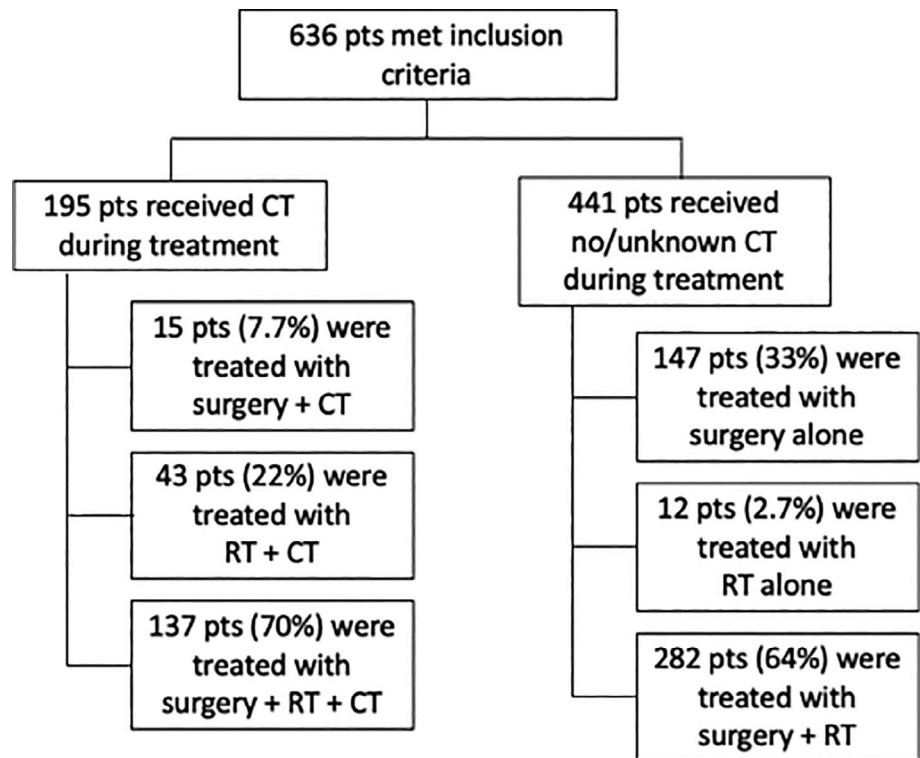 636 pts met inclusion
criteria
195 pts received CT
during treatment
15 pts (7.7%) were
treated with
surgery + CT
43 pts (22%) were
treated with
RT + CT
137 pts (70%) were
treated with
surgery + RT + CT
441 pts received
no/unknown CT
during treatment
147 pts (33%) were
treated with
surgery alone
12 pts (2.7%) were
treated with
RT alone
282 pts (64%) were
treated with
surgery + RT